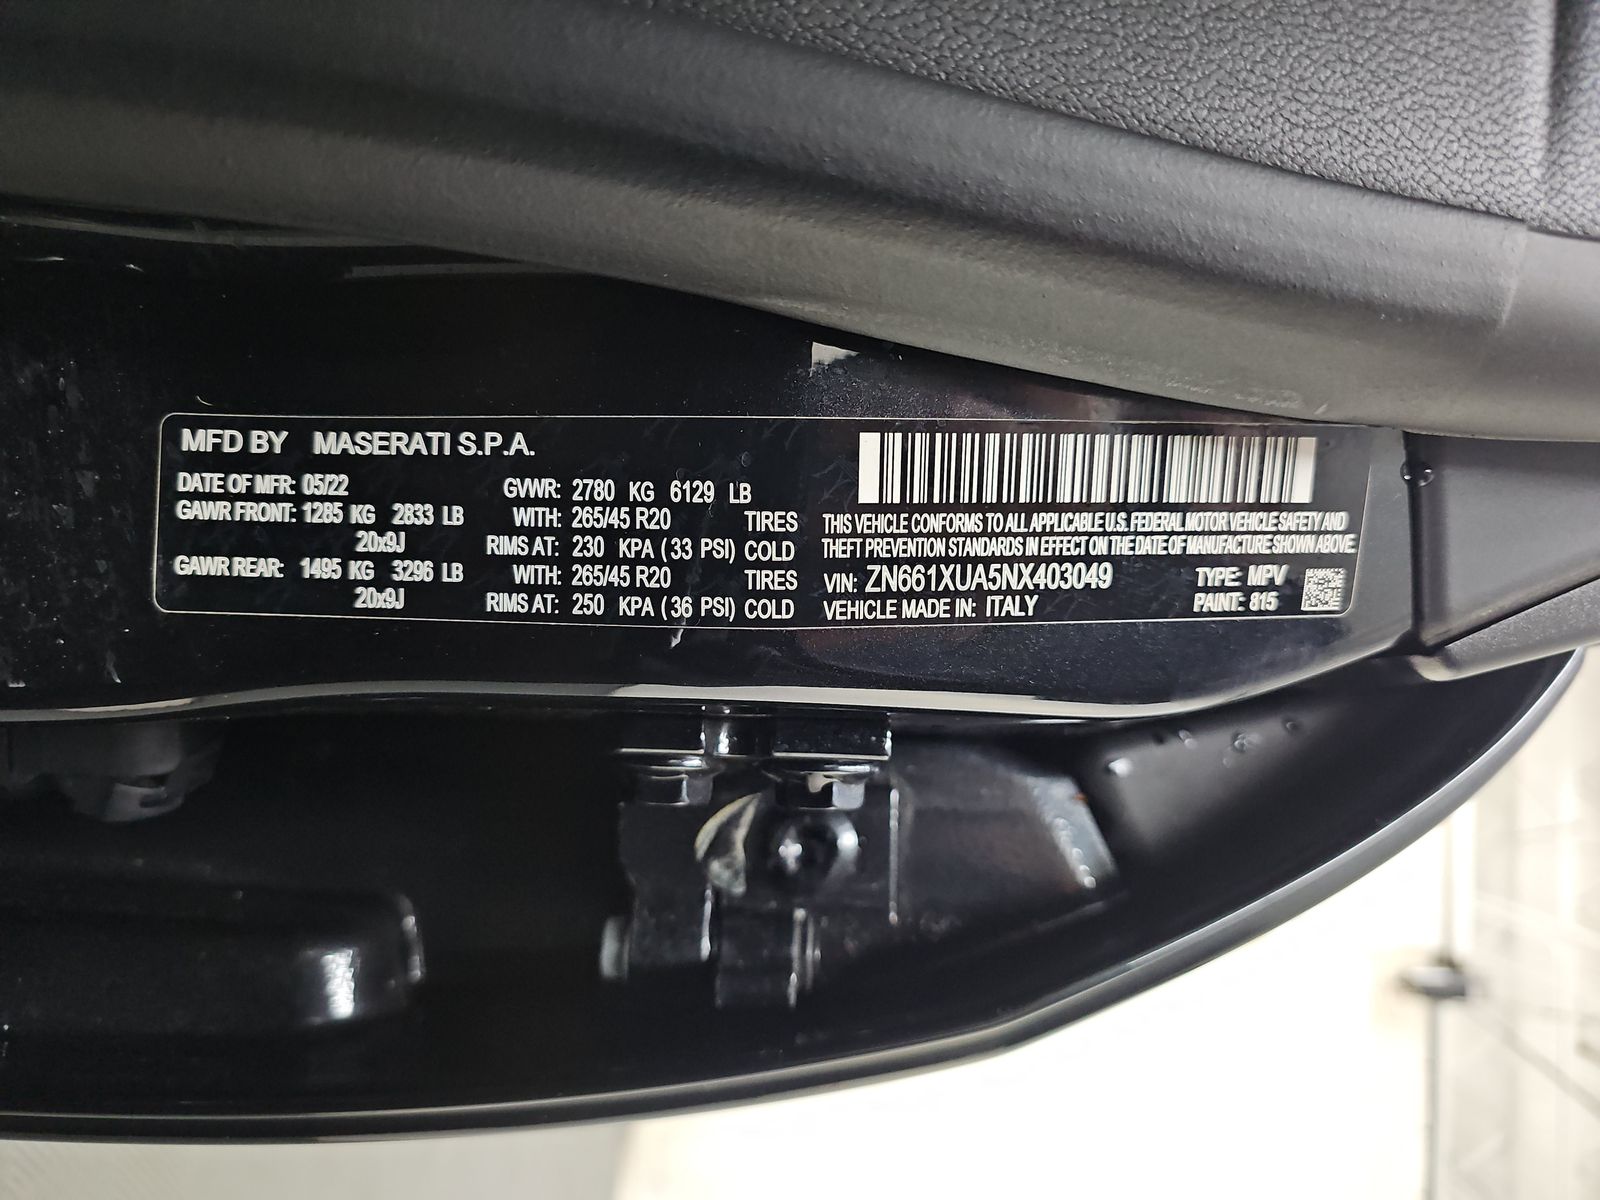 MFD BY MASERATI S.P.A.
DATE OF MFR: 05/22 GVWR: 2780 KG 6129 LB
GAWR FRONT: 1285 KG 2833 LB WITH: 265/45 R20 TIRES
20x9J RIMS AT: 230 KPA ( 33 PSI) COLD
GAWR REAR: 1495 KG 3296 LB WITH: 265/45 R20 TIRES
20x9J RIMS AT: 250 KPA ( 36 PSI) COLD
THIS VEHICLE CONFORMS TO ALL APPLICABLE U.S. FEDERAL MOTOR VEHICLE SAFETY AND
THEFT PREVENTION STANDARDS IN EFFECT ON THE DATE OF MANUFACTURE SHOWN ABOVE.
VIN: ZN661XUA5NX403049 TYPE: MPV
VEHICLE MADE IN: ITALY PAINT: 815